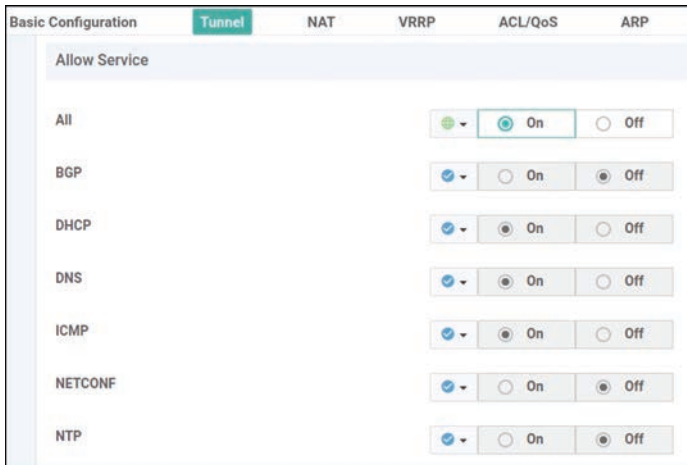 Basic Configuration Tunnel NAT VRRP ACL/QoS ARP
Allow Service
All On Off
BGP On Off
DHCP On Off
DNS On Off
ICMP On Off
NETCONF On Off
NTP On Off